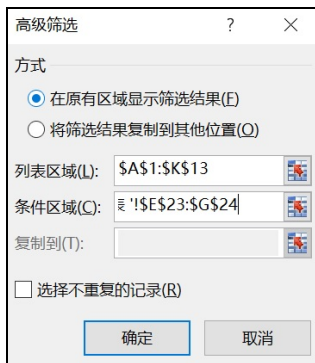 高级筛选 ? ×
方式
在原有区域显示筛选结果(F)
将筛选结果复制到其他位置(O)
列表区域(L): $A$1:$K$13
条件区域(C): '!$E$23:$G$24
复制到(T):
选择不重复的记录(R)
确定 取消